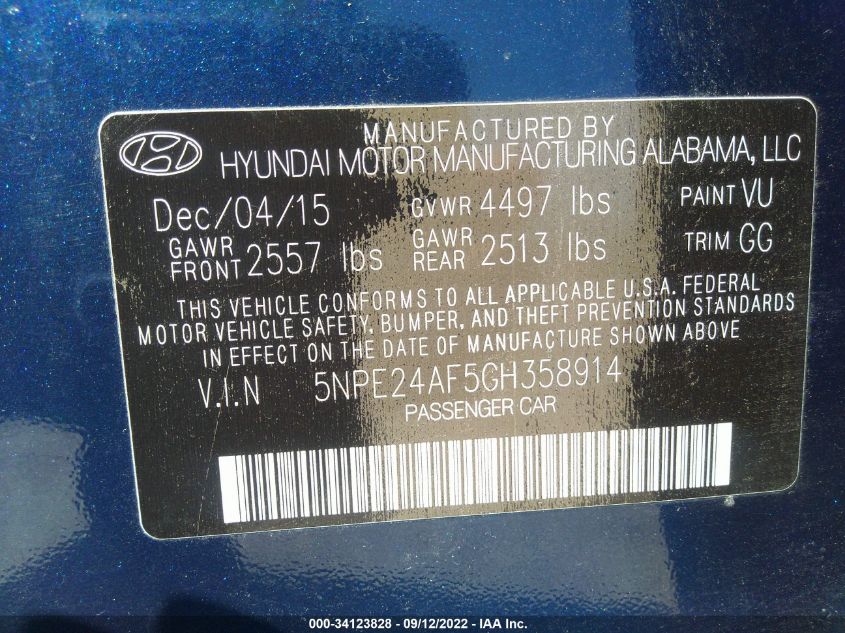 MANUFACTURED BY
HYUNDAI MOTOR MANUFACTURING ALABAMA, LLC
Dec/04/15 GVWR 4497 lbs PAINT VU
GAWR FRONT 2557 lbs GAWR REAR 2513 lbs TRIM GG
THIS VEHICLE CONFORMS TO ALL APPLICABLE U.S.A. FEDERAL
MOTOR VEHICLE SAFETY, BUMPER, AND THEFT PREVENTION STANDARDS
IN EFFECT ON THE DATE OF MANUFACTURE SHOWN ABOVE
V.I.N 5NPE24AF5GH358914
PASSENGER CAR
000-34123828 - 09/12/2022 - IAA Inc.